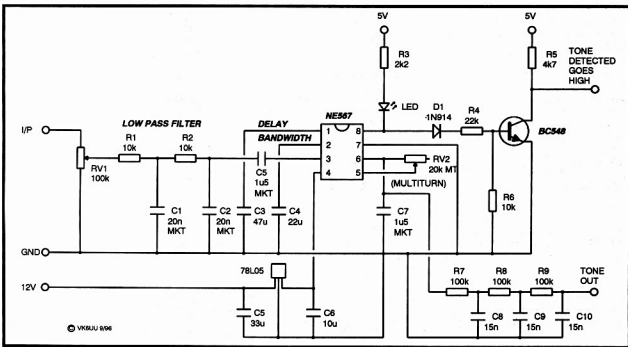 5V
5V
R3
2k2
R5
4k7
TONE
DETECTED
GOES
HIGH
I/P
LOW PASS FILTER
DELAY
NE567
LED
D1
1N914
R4
22k
BC548
R1
10k
R2
10k
BANDWIDTH
1
2
3
4
8
7
6
5
RV1
100k
C5
1u5
MKT
RV2
20k MT
(MULTITURN)
R6
10k
C1
20n
MKT
C2
20n
MKT
C3
47u
C4
22u
C7
1u5
MKT
GND
12V
78L05
R7
100k
R8
100k
R9
100k
TONE
OUT
C5
33u
C6
10u
C8
15n
C9
15n
C10
15n
© VK6UU 9/96